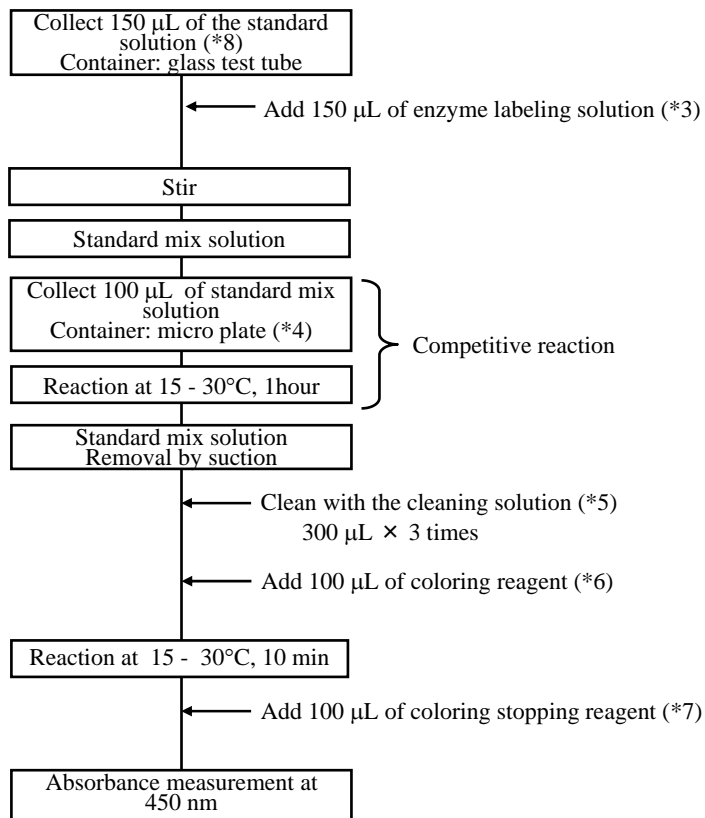 Collect 150 μL of the standard
solution (*8)
Container: glass test tube
Add 150 μL of enzyme labeling solution (*3)
Stir
Standard mix solution
Collect 100 μL of standard mix
solution
Container: micro plate (*4)
Competitive reaction
Reaction at 15 - 30°C, 1hour
Standard mix solution
Removal by suction
Clean with the cleaning solution (*5)
300 μL × 3 times
Add 100 μL of coloring reagent (*6)
Reaction at 15 - 30°C, 10 min
Add 100 μL of coloring stopping reagent (*7)
Absorbance measurement at
450 nm